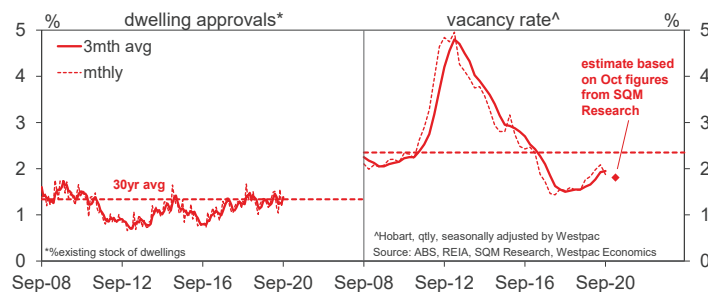 % dwelling approvals* vacancy rate^ %
5 5
4 4
3 3
2 2
1 1
0 0
3mth avg
mthly
30yr avg
estimate based
on Oct figures
from SQM
Research
*%existing stock of dwellings
^Hobart, qtly, seasonally adjusted by Westpac
Source: ABS, REIA, SQM Research, Westpac Economics
Sep-08 Sep-12 Sep-16 Sep-20 Sep-08 Sep-12 Sep-16 Sep-20